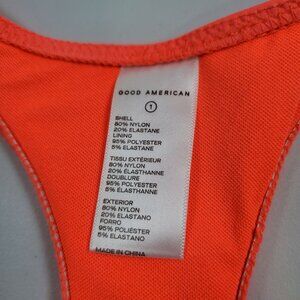 GOOD AMERICAN
1
SHELL
80% NYLON
20% ELASTANE
LINING
95% POLYESTER
5% ELASTANE
TISSU EXTÉRIEUR
80% NYLON
20% ÉLASTHANNE
DOUBLURE
95% POLYESTER
5% ÉLASTHANNE
EXTERIOR
80% NYLON
20% ELASTANO
FORRO
95% POLIÉSTER
5% ELASTANO
MADE IN CHINA